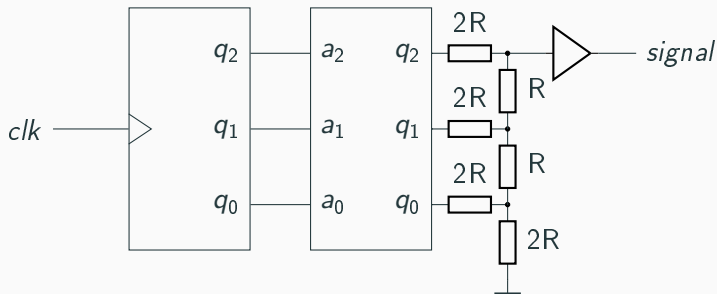 2R
q₂ a₂ q₂ signal
R
2R
clk q₁ a₁ q₁
R
2R
q₀ a₀ q₀
2R